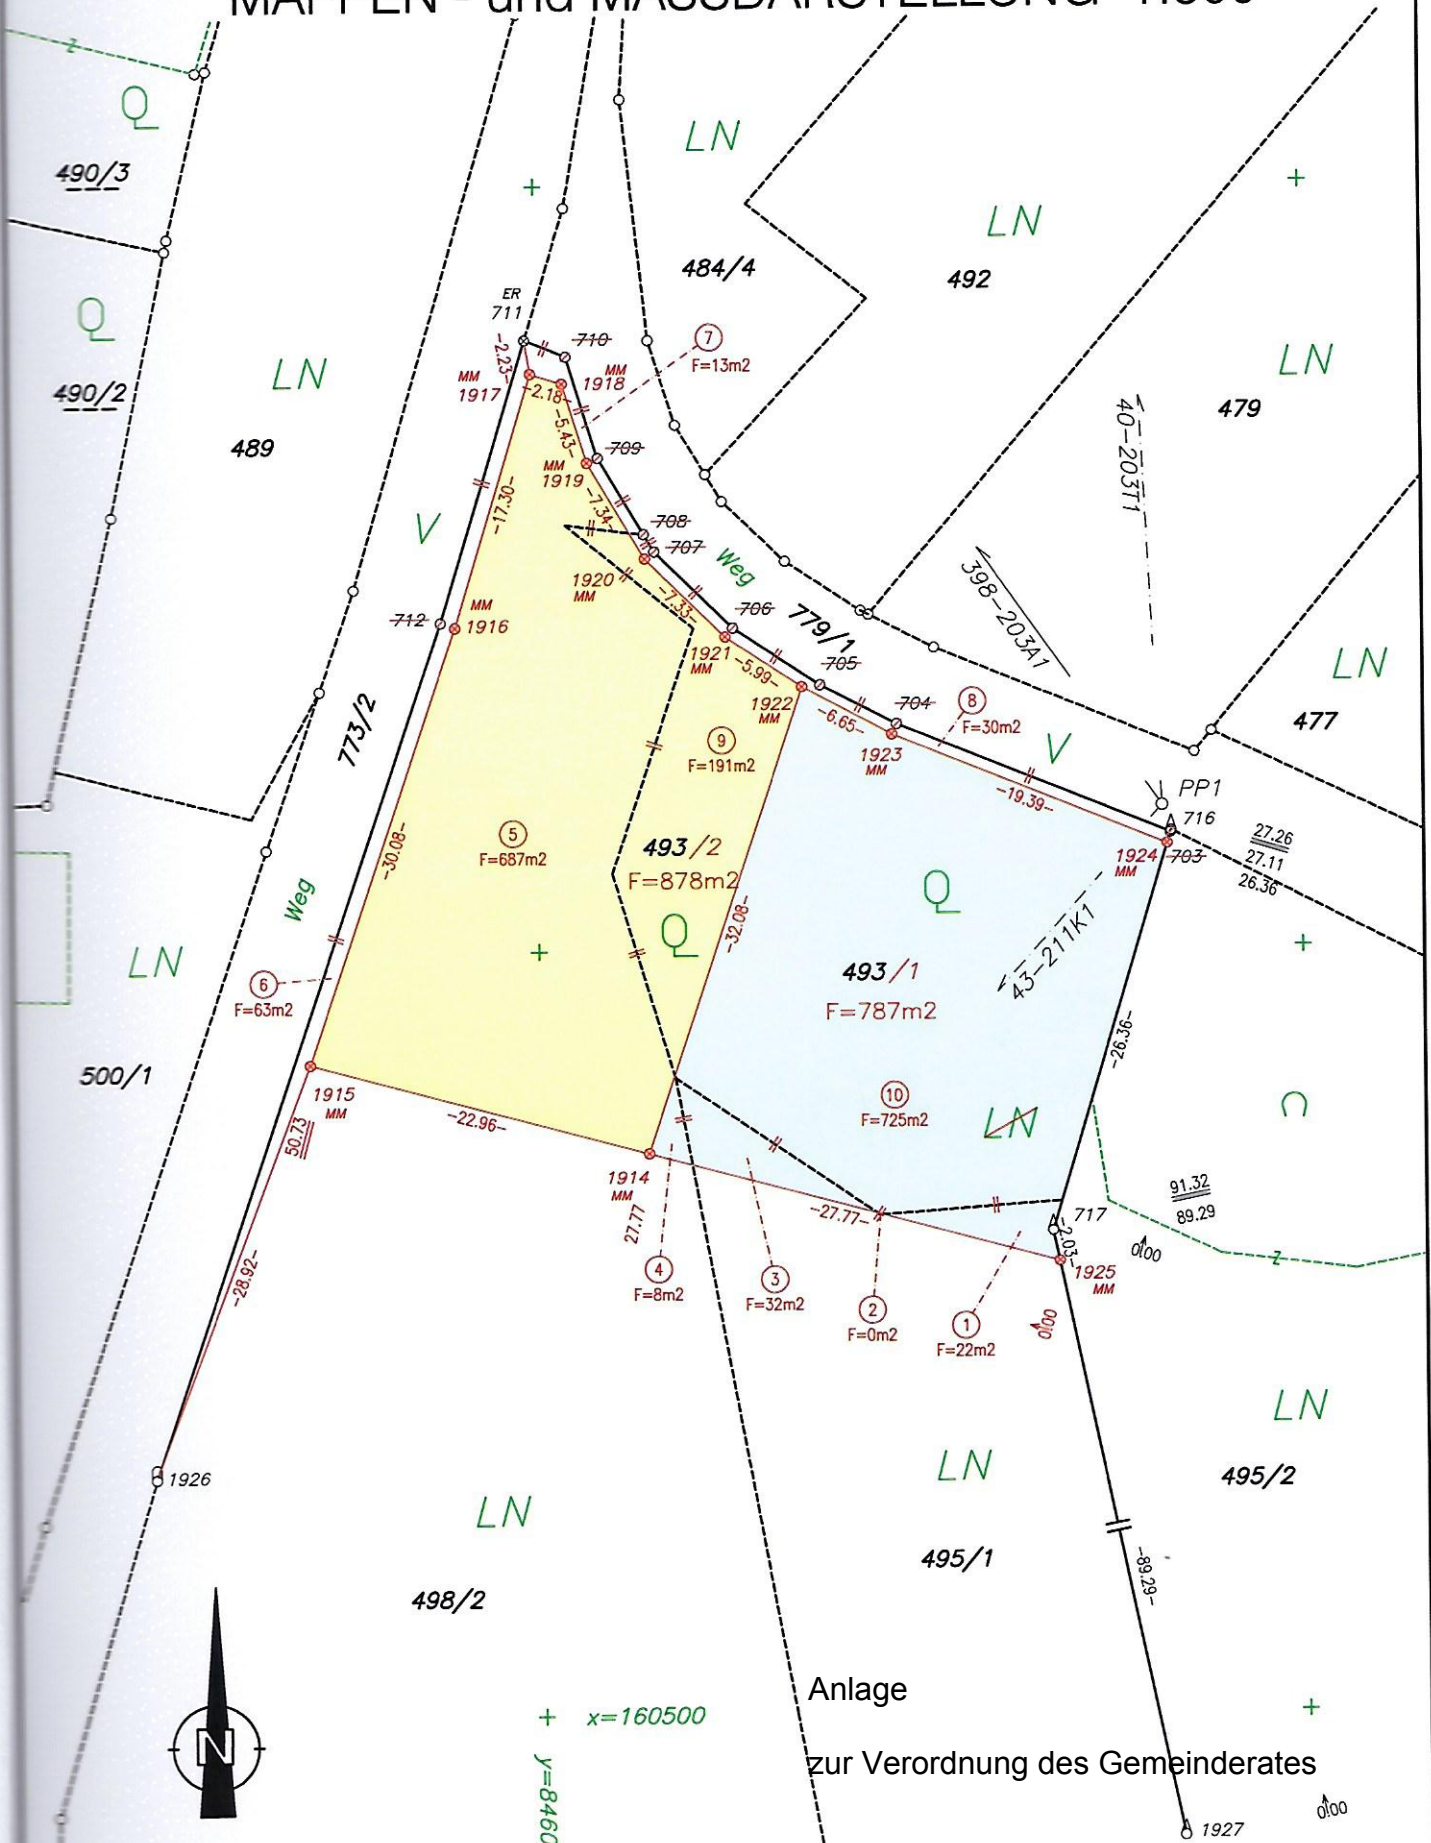 MAPPEN - und MASSDARSTELLUNG 1:500
z
Q
490/3
LN
LN
+
+
484/4
492
Q
490/2
LN
489
ER
711
710
7
F=13m2
-2.23-
MM
1917
MM
1918
-2.18-
-5.43-
709
MM
1919
-7.34-
LN
479
40-203T1
-17.30-
V
708
707
Weg
1920
MM
-7.33-
706
779/1
398-203A1
712
MM
1916
1921
MM
-5.99-
705
LN
477
773/2
1922
MM
-6.65-
704
8
F=30m2
V
9
F=191m2
1923
MM
-19.39-
PP1
716
1924
MM
703
27.26
27.11
26.36
-30.08-
5
F=687m2
493/2
F=878m2
Q
-32.08-
Q
43-211K1
Weg
+
+
LN
6
F=63m2
493/1
F=787m2
-26.36-
500/1
1915
MM
50.73
-22.96-
10
F=725m2
LN
1914
MM
27.77
-27.77-
717
91.32
89.29
-2.03-
0.00
z
1925
MM
4
F=8m2
3
F=32m2
2
F=0m2
1
F=22m2
0.00
-28.92-
1926
LN
498/2
LN
495/1
LN
495/2
-89.29-
N
+ x=160500
y=8460
Anlage
zur Verordnung des Gemeinderates
+
0.00
1927